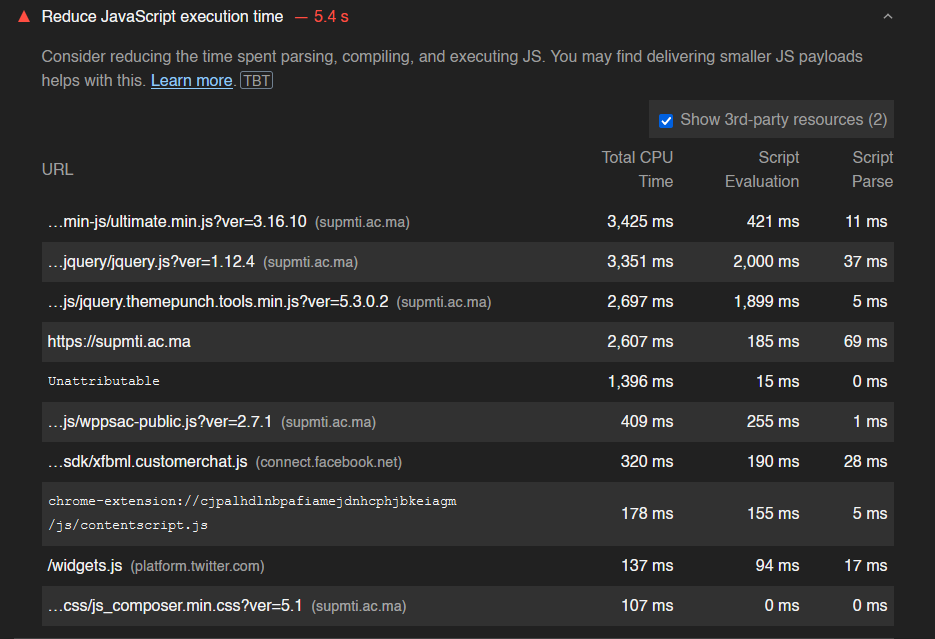 Reduce JavaScript execution time — 5.4 s
Consider reducing the time spent parsing, compiling, and executing JS. You may find delivering smaller JS payloads
helps with this. Learn more. TBT
Show 3rd-party resources (2)
URL Total CPU Time Script Evaluation Script Parse
…min-js/ultimate.min.js?ver=3.16.10 (supmti.ac.ma) 3,425 ms 421 ms 11 ms
…jquery/jquery.js?ver=1.12.4 (supmti.ac.ma) 3,351 ms 2,000 ms 37 ms
…js/jquery.themepunch.tools.min.js?ver=5.3.0.2 (supmti.ac.ma) 2,697 ms 1,899 ms 5 ms
https://supmti.ac.ma 2,607 ms 185 ms 69 ms
Unattributable 1,396 ms 15 ms 0 ms
…js/wppsac-public.js?ver=2.7.1 (supmti.ac.ma) 409 ms 255 ms 1 ms
…sdk/xfbml.customerchat.js (connect.facebook.net) 320 ms 190 ms 28 ms
chrome-extension://cjpalhdlnbpafiamejdnhcphjbkeiagm
/js/contentscript.js 178 ms 155 ms 5 ms
/widgets.js (platform.twitter.com) 137 ms 94 ms 17 ms
…css/js_composer.min.css?ver=5.1 (supmti.ac.ma) 107 ms 0 ms 0 ms